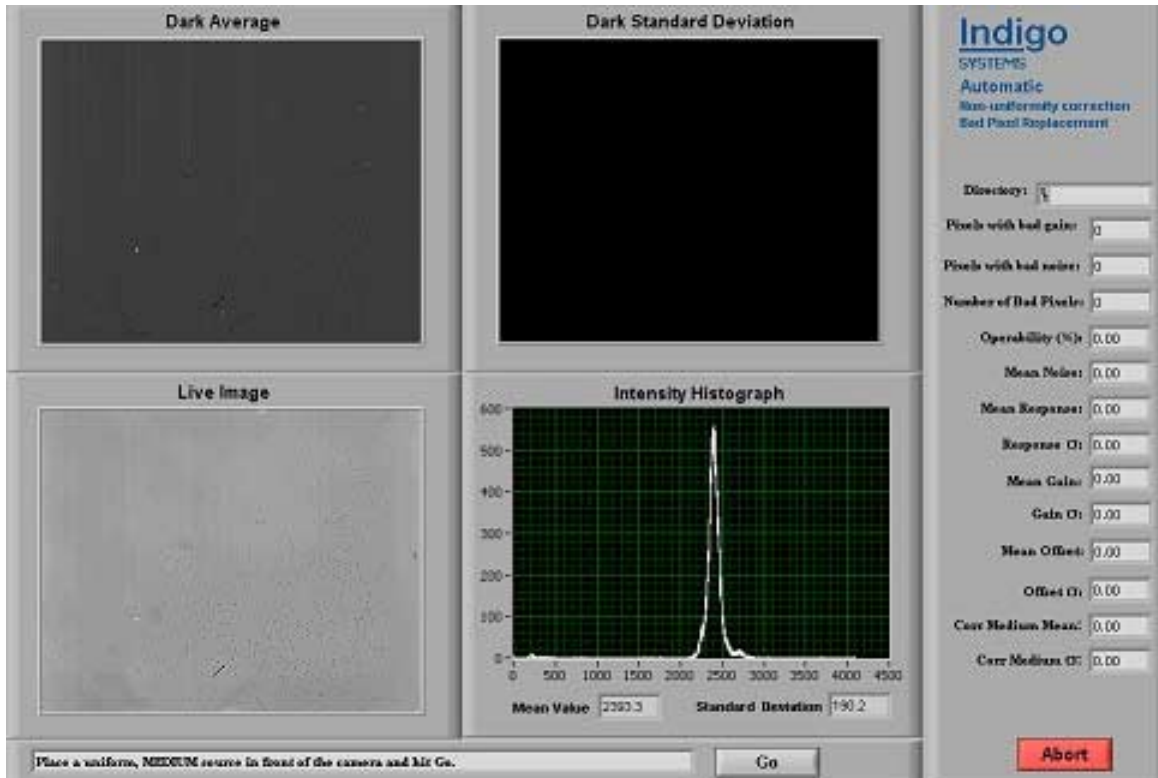 Dark Average
Dark Standard Deviation
Indigo
SYSTEMS
Automatic
Non-uniformity correction
Bad Pixel Replacement
Directory:
Pixels with bad gain: 0
Pixels with bad noise: 0
Number of Bad Pixels: 0
Operability (%): 0.00
Mean Noise: 0.00
Mean Response: 0.00
Response σ: 0.00
Mean Gain: 0.00
Gain σ: 0.00
Mean Offset: 0.00
Offset σ: 0.00
Corr Medium Mean: 0.00
Corr Medium σ: 0.00
Live Image
Intensity Histograph
600
500
400
300
200
100
0
0 500 1000 1500 2000 2500 3000 3500 4000 4500
Mean Value 2393.3 Standard Deviation 190.2
Place a uniform, MEDIUM source in front of the camera and hit Go.
Go
Abort